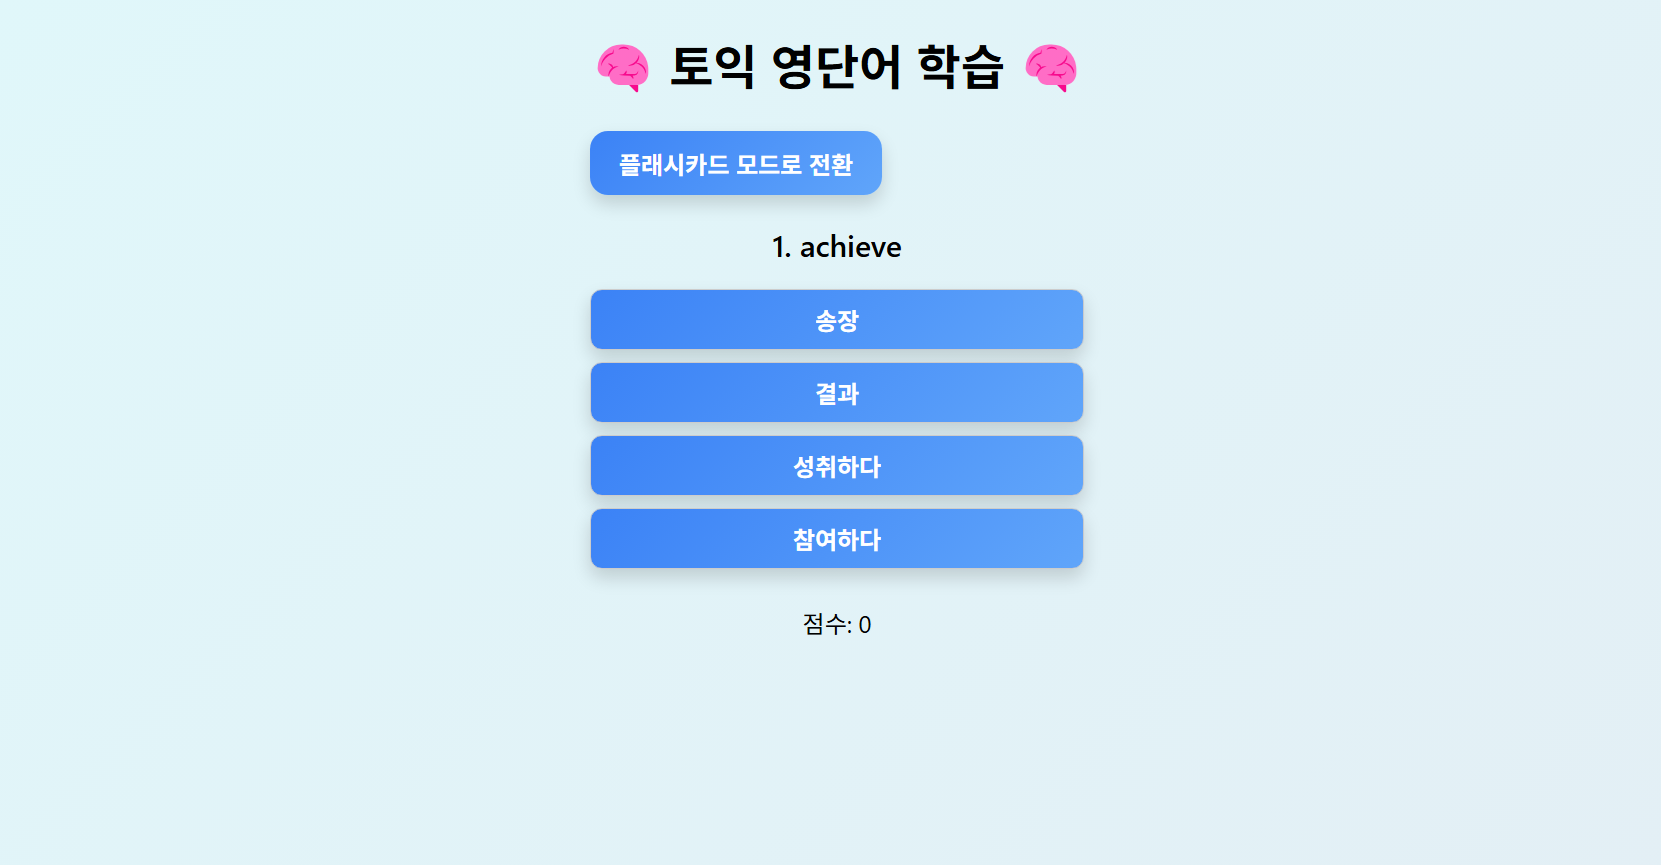 🧠 토익 영단어 학습 🧠
플래시카드 모드로 전환
1. achieve
송장
결과
성취하다
참여하다
점수: 0